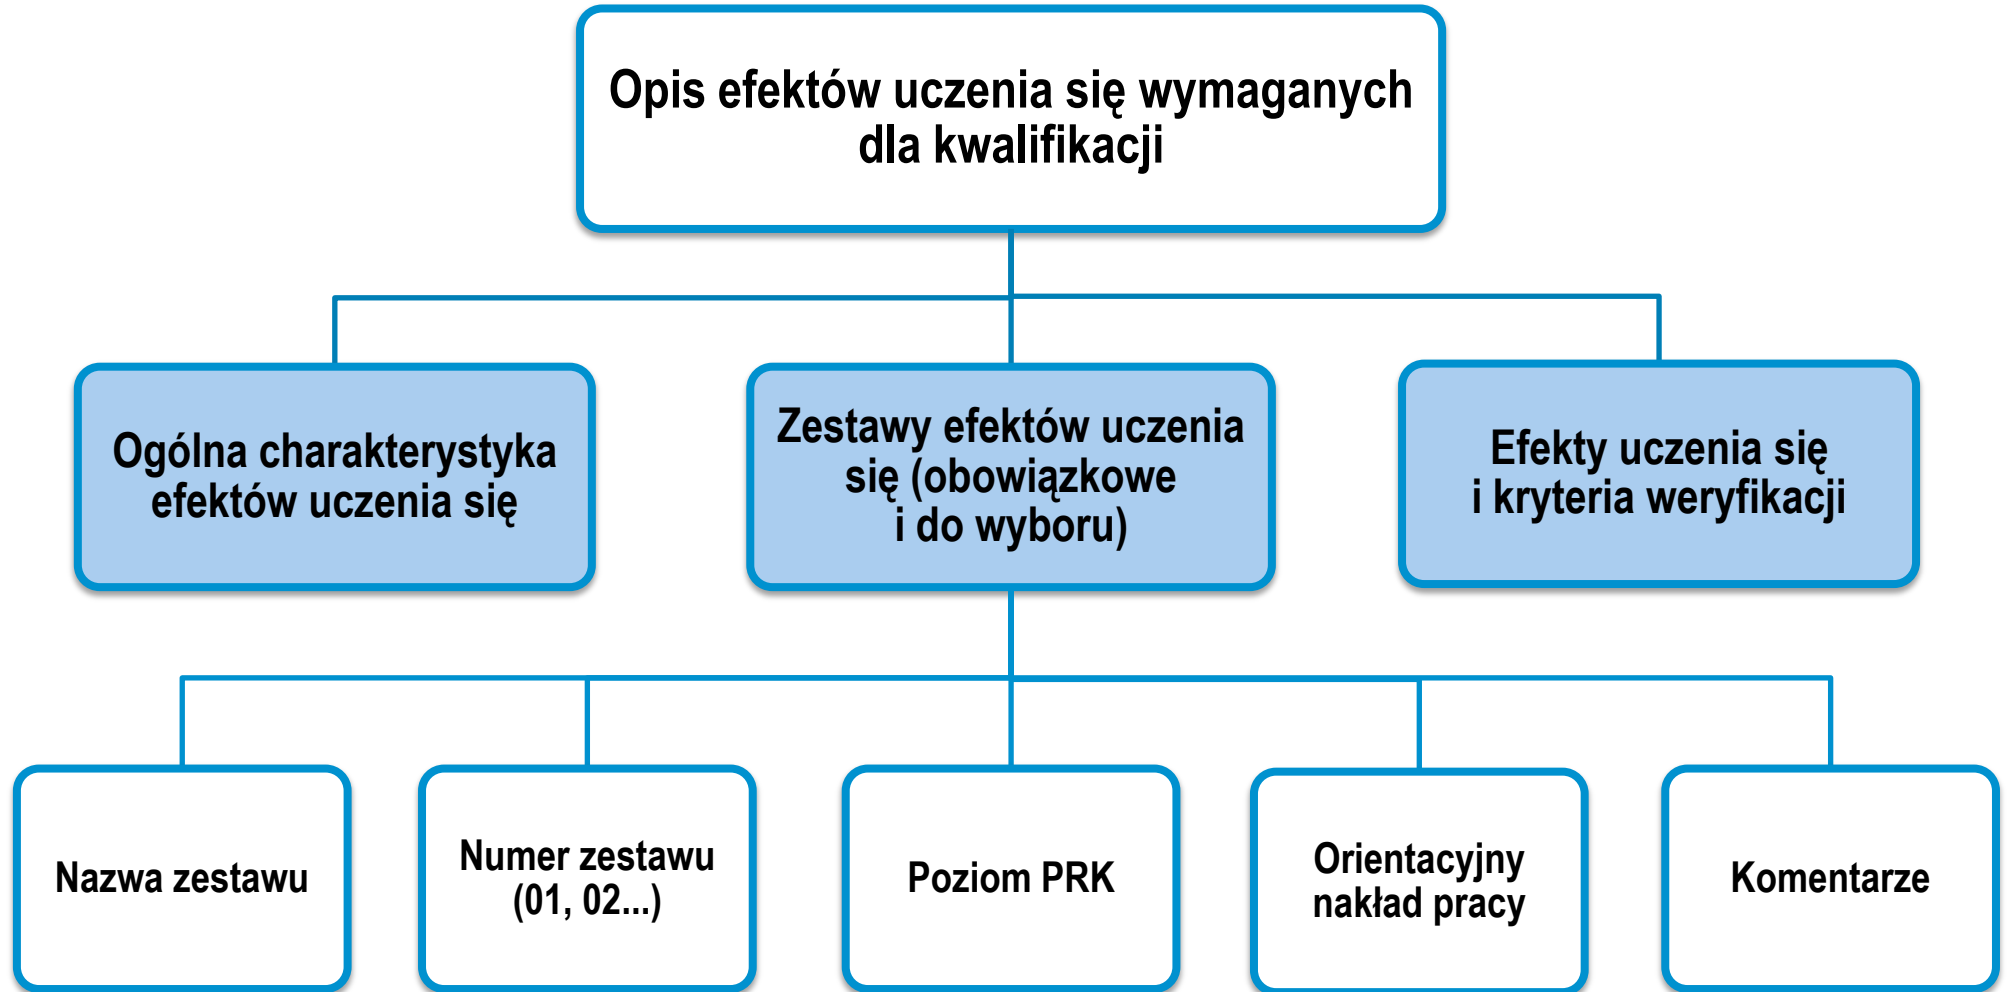 Opis efektów uczenia się wymaganych
dla kwalifikacji
Ogólna charakterystyka
efektów uczenia się
Zestawy efektów uczenia
się (obowiązkowe
i do wyboru)
Efekty uczenia się
i kryteria weryfikacji
Nazwa zestawu
Numer zestawu
(01, 02...)
Poziom PRK
Orientacyjny
nakład pracy
Komentarze